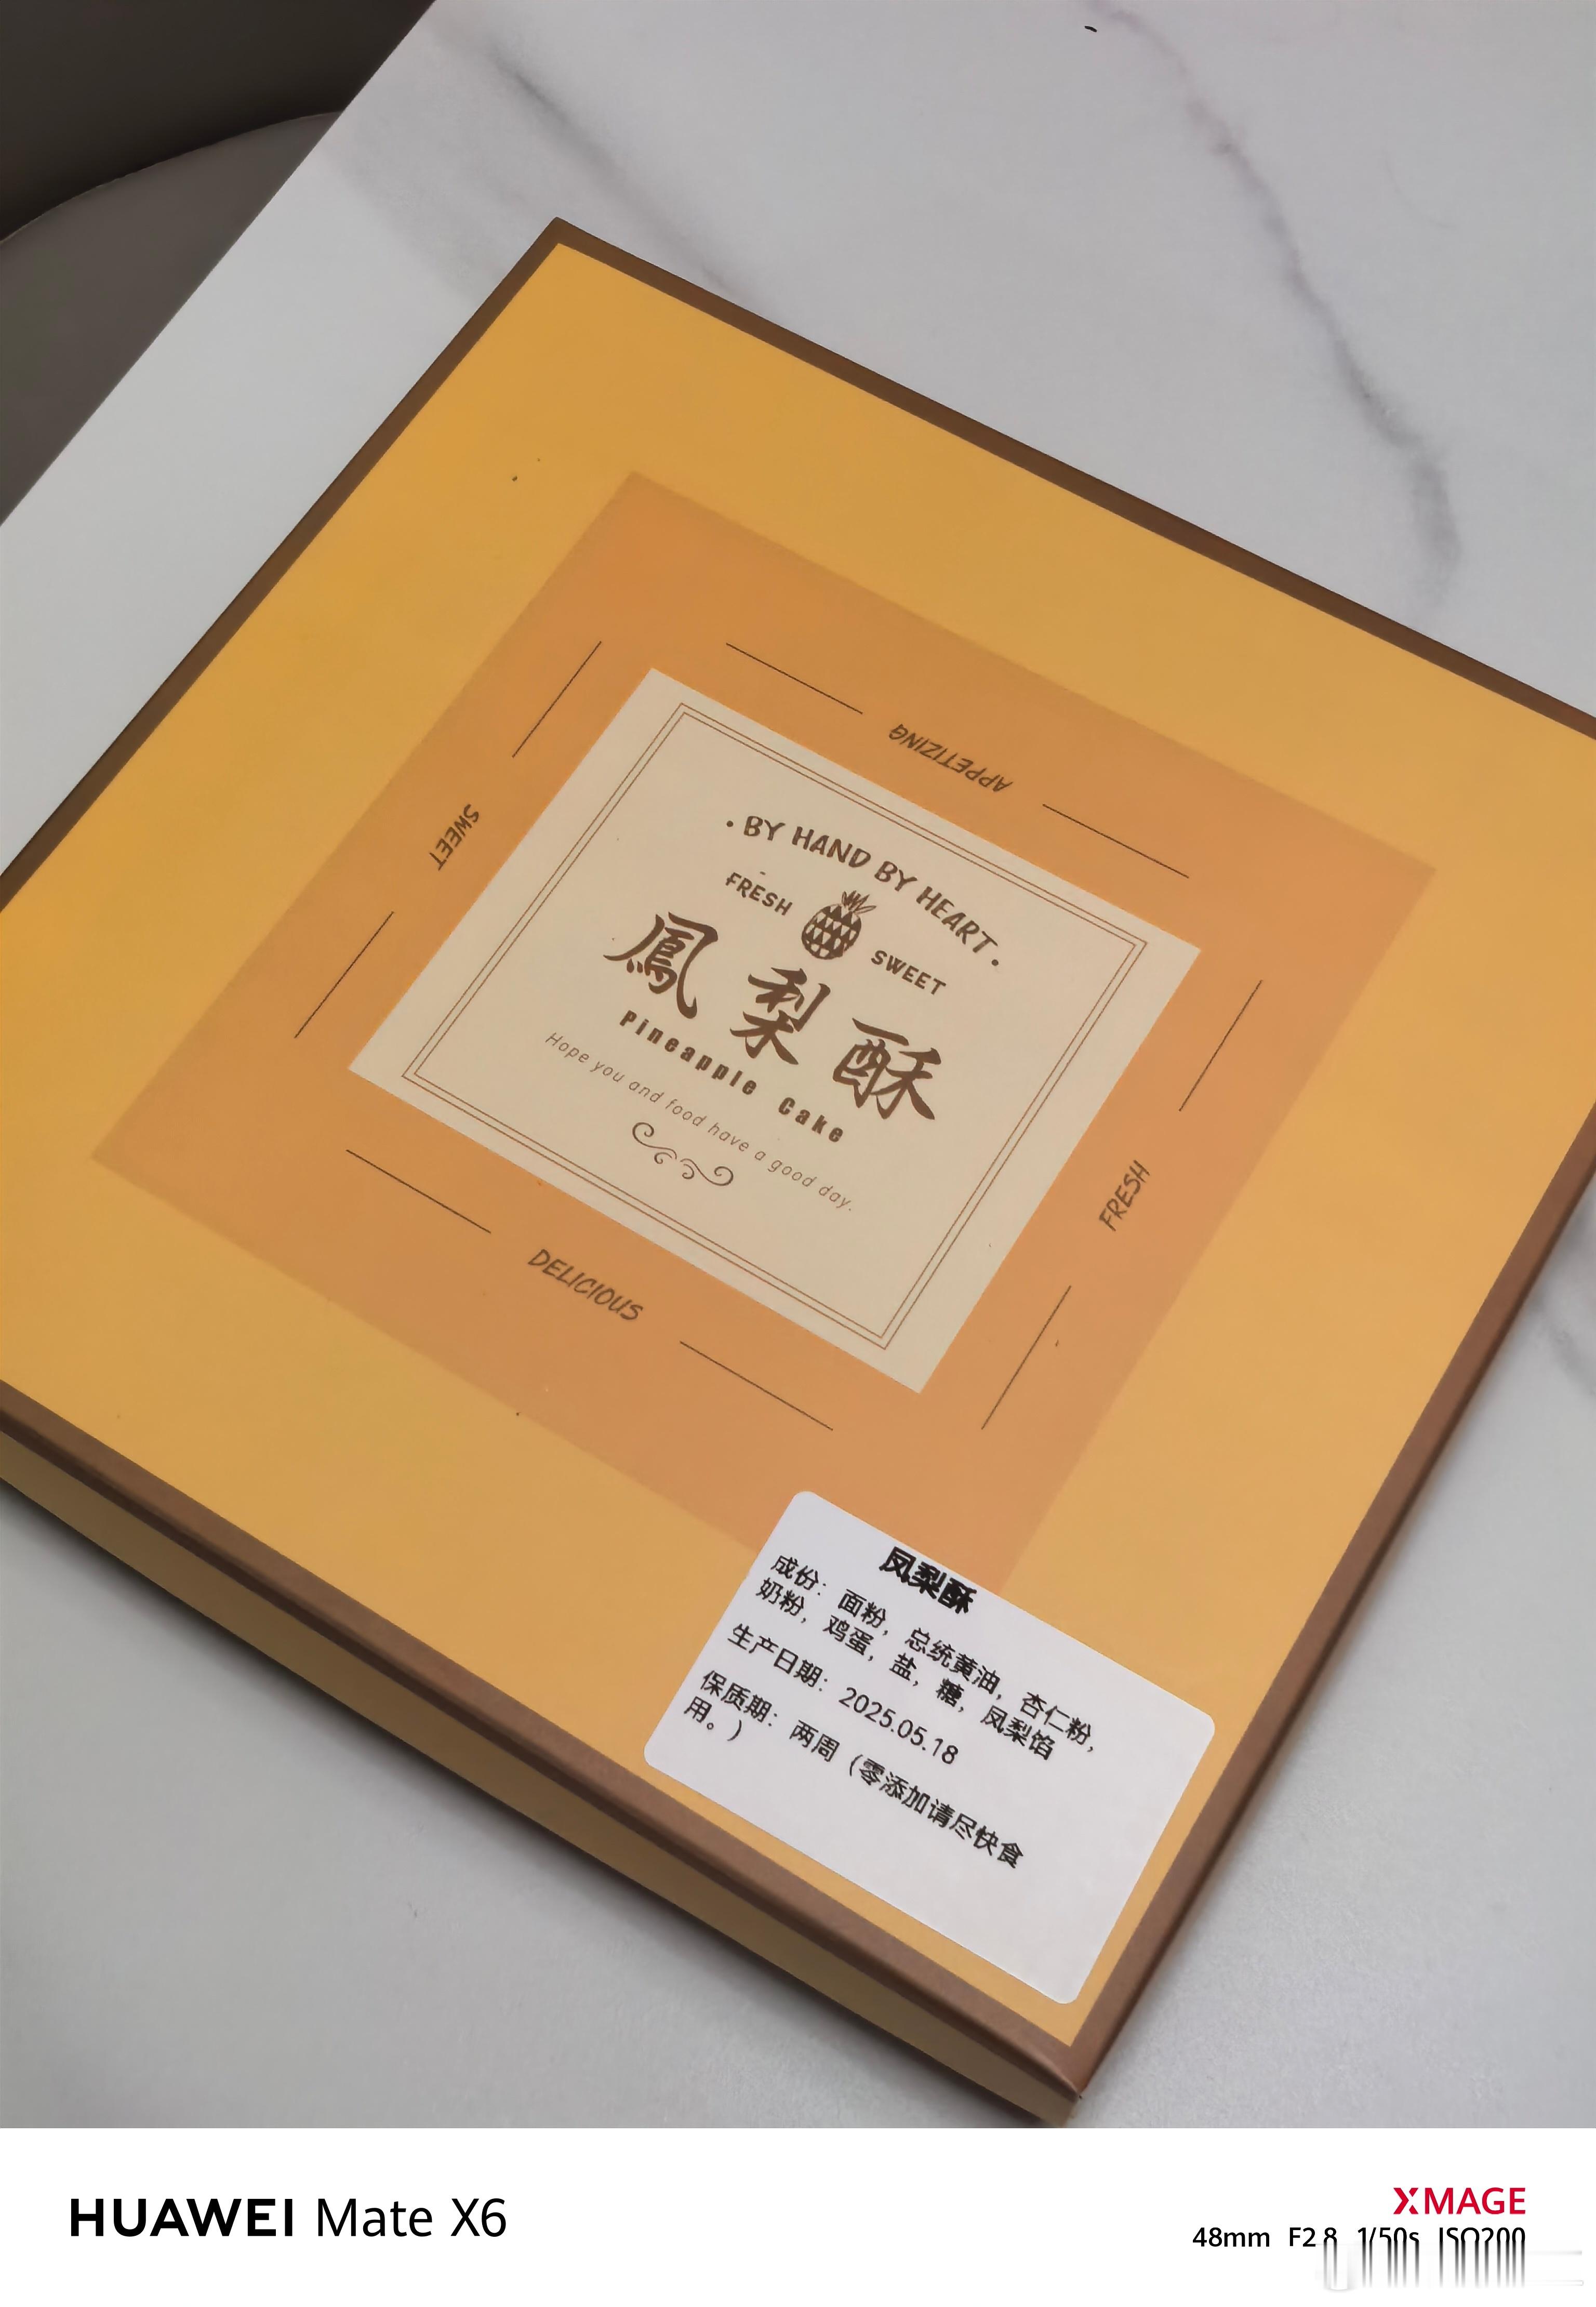 APPETIZING
SWEET
· BY HAND BY HEART ·
FRESH SWEET
鳳梨酥
Pineapple Cake
Hope you and food have a good day.
FRESH
DELICIOUS
凤梨酥
成份：面粉，总统黄油，杏仁粉，
奶粉，鸡蛋，盐，糖，凤梨馅
生产日期：2025.05.18
保质期：两周（零添加请尽快食
用。）
HUAWEI Mate X6
XMAGE
48mm F2.8 1/50s ISO200